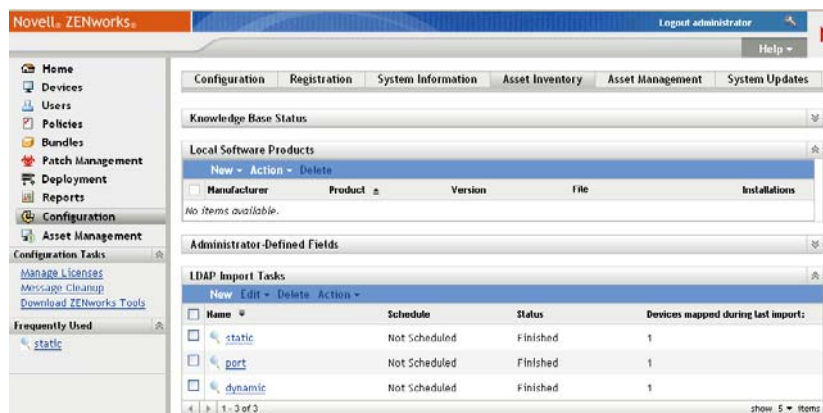 Novell® ZENworks®
Logout administrator
Help
Home
Devices
Users
Policies
Bundles
Patch Management
Deployment
Reports
Configuration
Asset Management
Configuration Tasks
Manage Licenses
Message Cleanup
Download ZENworks Tools
Frequently Used
static
Configuration Registration System Information Asset Inventory Asset Management System Updates
Knowledge Base Status
Local Software Products
New Action Delete
Manufacturer Product Version File Installations
No items available.
Administrator-Defined Fields
LDAP Import Tasks
New Edit Delete Action
Name Schedule Status Devices mapped during last import:
static Not Scheduled Finished 1
port Not Scheduled Finished 1
dynamic Not Scheduled Finished 1
1 - 3 of 3 show 5 items